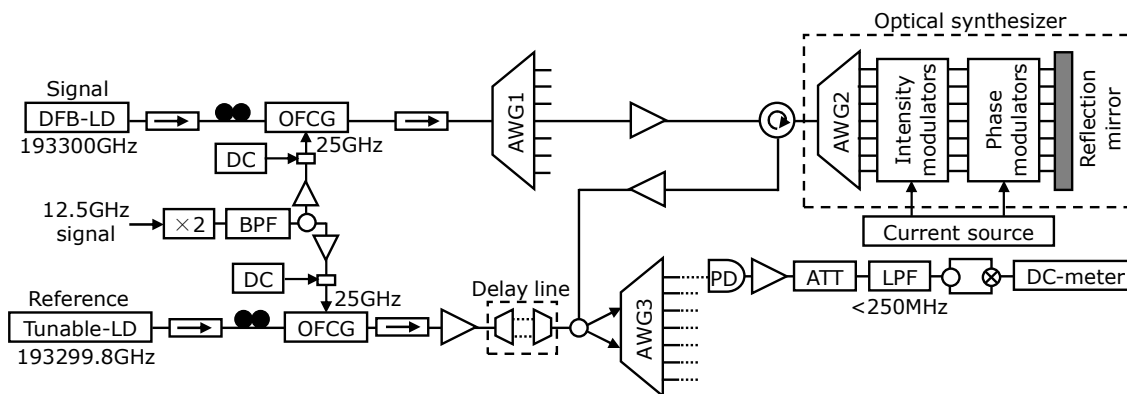 Optical synthesizer
Signal
DFB-LD
193300GHz
OFCG
25GHz
DC
AWG1
AWG2
Intensity
modulators
Phase
modulators
Reflection
mirror
12.5GHz
signal
×2
BPF
Current source
DC
25GHz
Reference
Tunable-LD
193299.8GHz
OFCG
Delay line
AWG3
PD
ATT
LPF
<250MHz
DC-meter